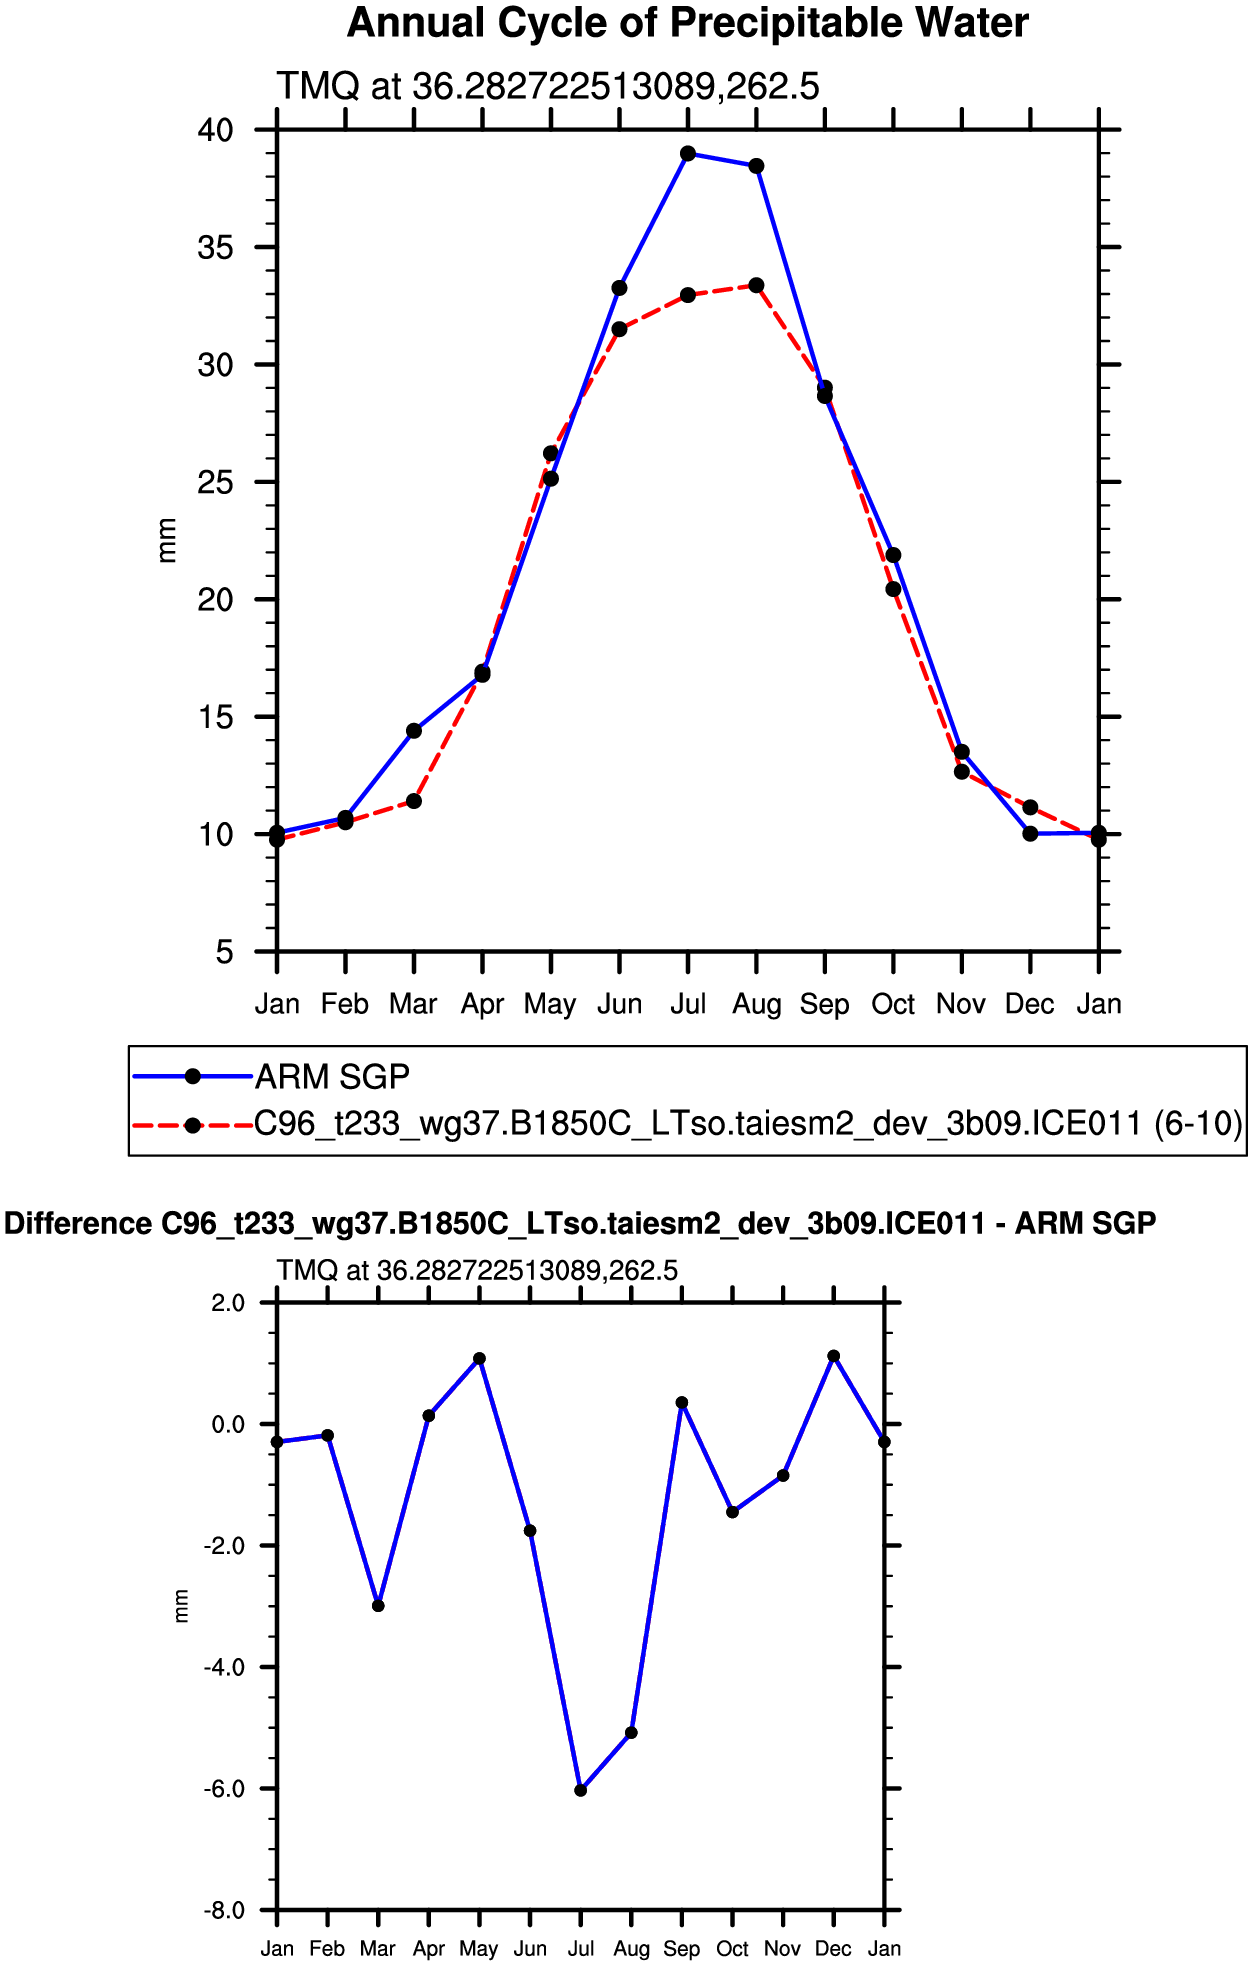 Annual Cycle of Precipitable Water
TMQ at 36.282722513089,262.5
40
35
30
25
20
15
10
5
mm
Jan Feb Mar Apr May Jun Jul Aug Sep Oct Nov Dec Jan
ARM SGP
C96_t233_wg37.B1850C_LTso.taiesm2_dev_3b09.ICE011 (6-10)
Difference C96_t233_wg37.B1850C_LTso.taiesm2_dev_3b09.ICE011 - ARM SGP
TMQ at 36.282722513089,262.5
2.0
0.0
-2.0
-4.0
-6.0
-8.0
mm
Jan Feb Mar Apr May Jun Jul Aug Sep Oct Nov Dec Jan